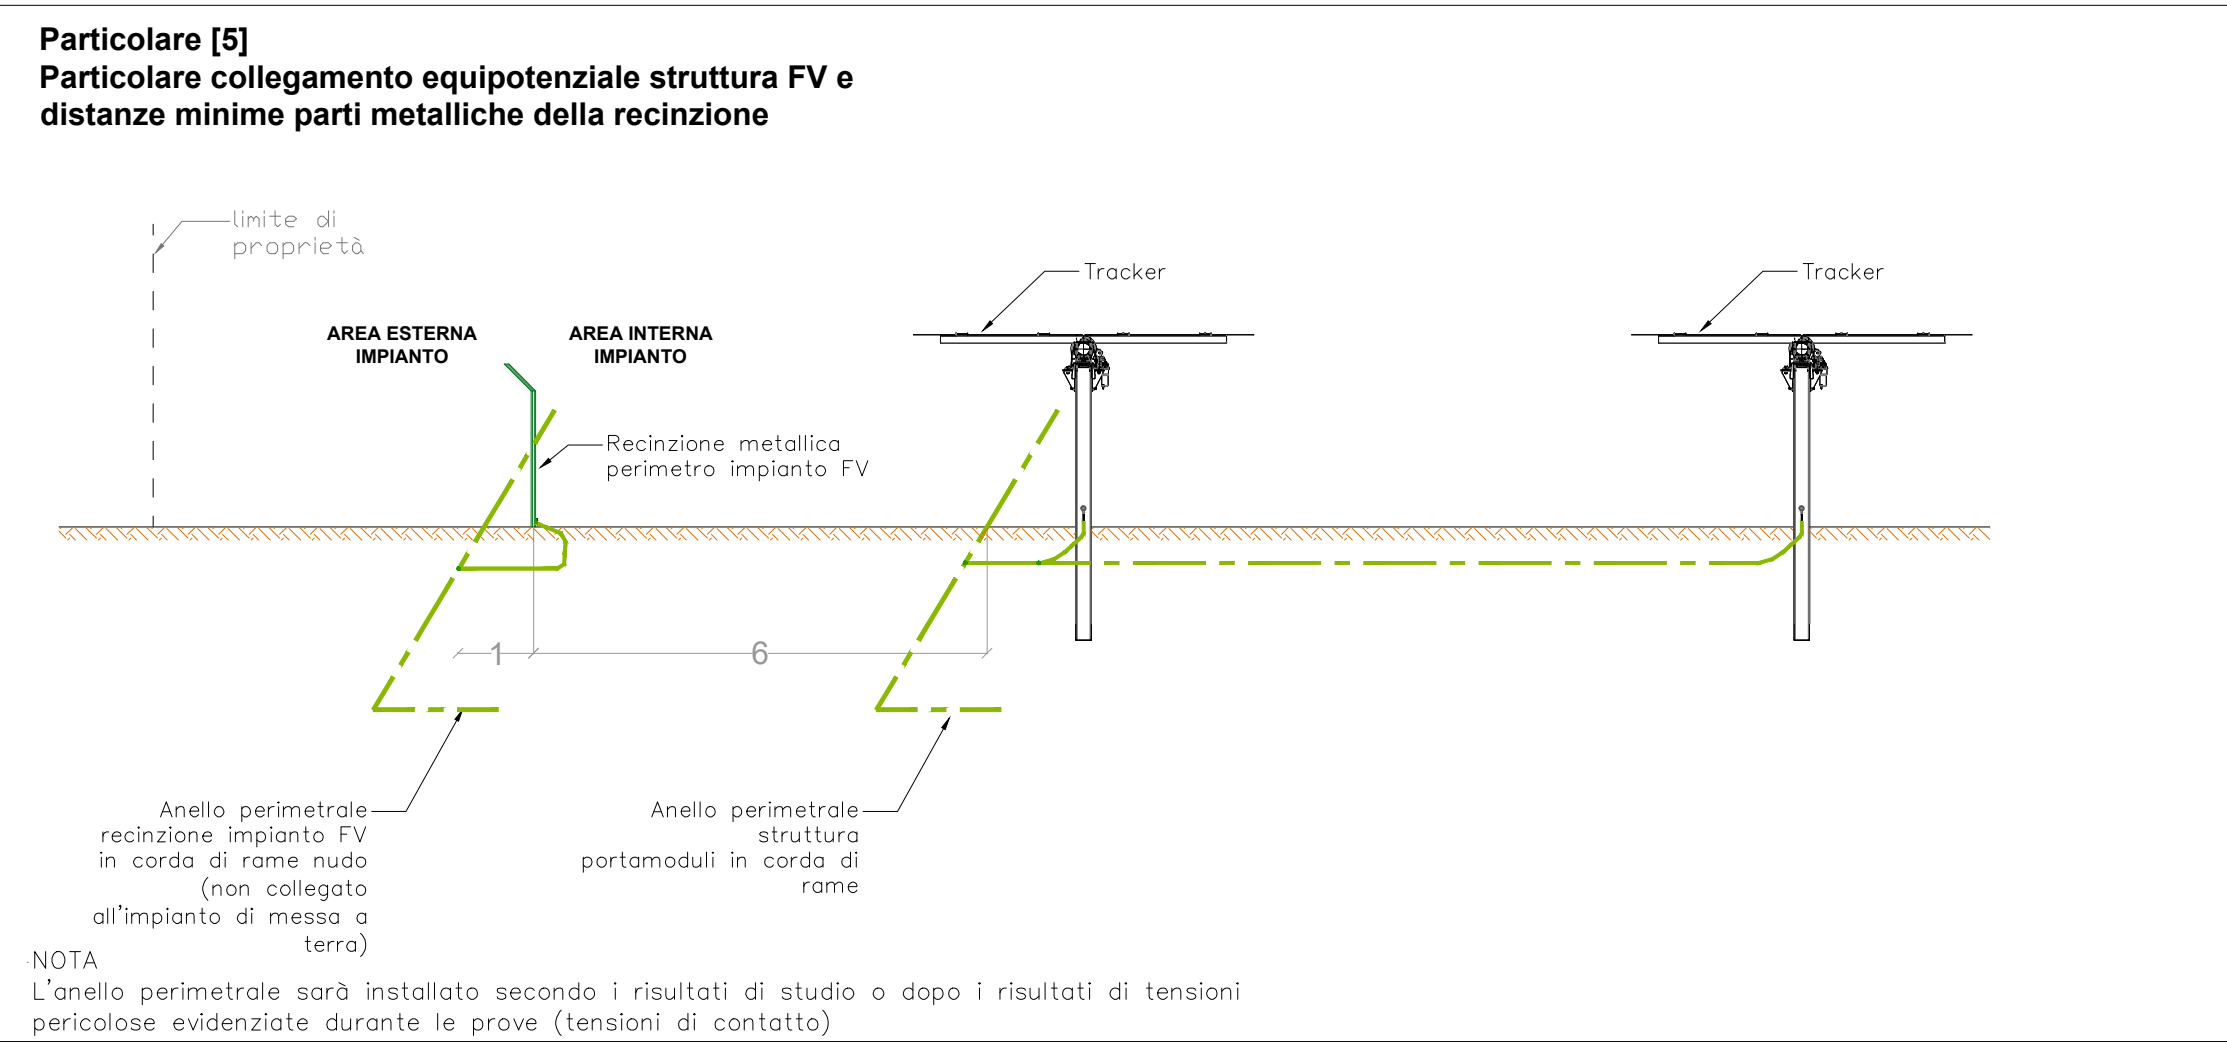 Particolare [5]
Particolare collegamento equipotenziale struttura FV e
distanze minime parti metalliche della recinzione
limite di
proprietà
Tracker
Tracker
AREA ESTERNA
IMPIANTO
AREA INTERNA
IMPIANTO
Recinzione metallica
perimetro impianto FV
1
6
Anello perimetrale
recinzione impianto FV
in corda di rame nudo
(non collegato
all'impianto di messa a
terra)
Anello perimetrale
struttura
portamoduli in corda di
rame
NOTA
L'anello perimetrale sarà installato secondo i risultati di studio o dopo i risultati di tensioni
pericolose evidenziate durante le prove (tensioni di contatto)